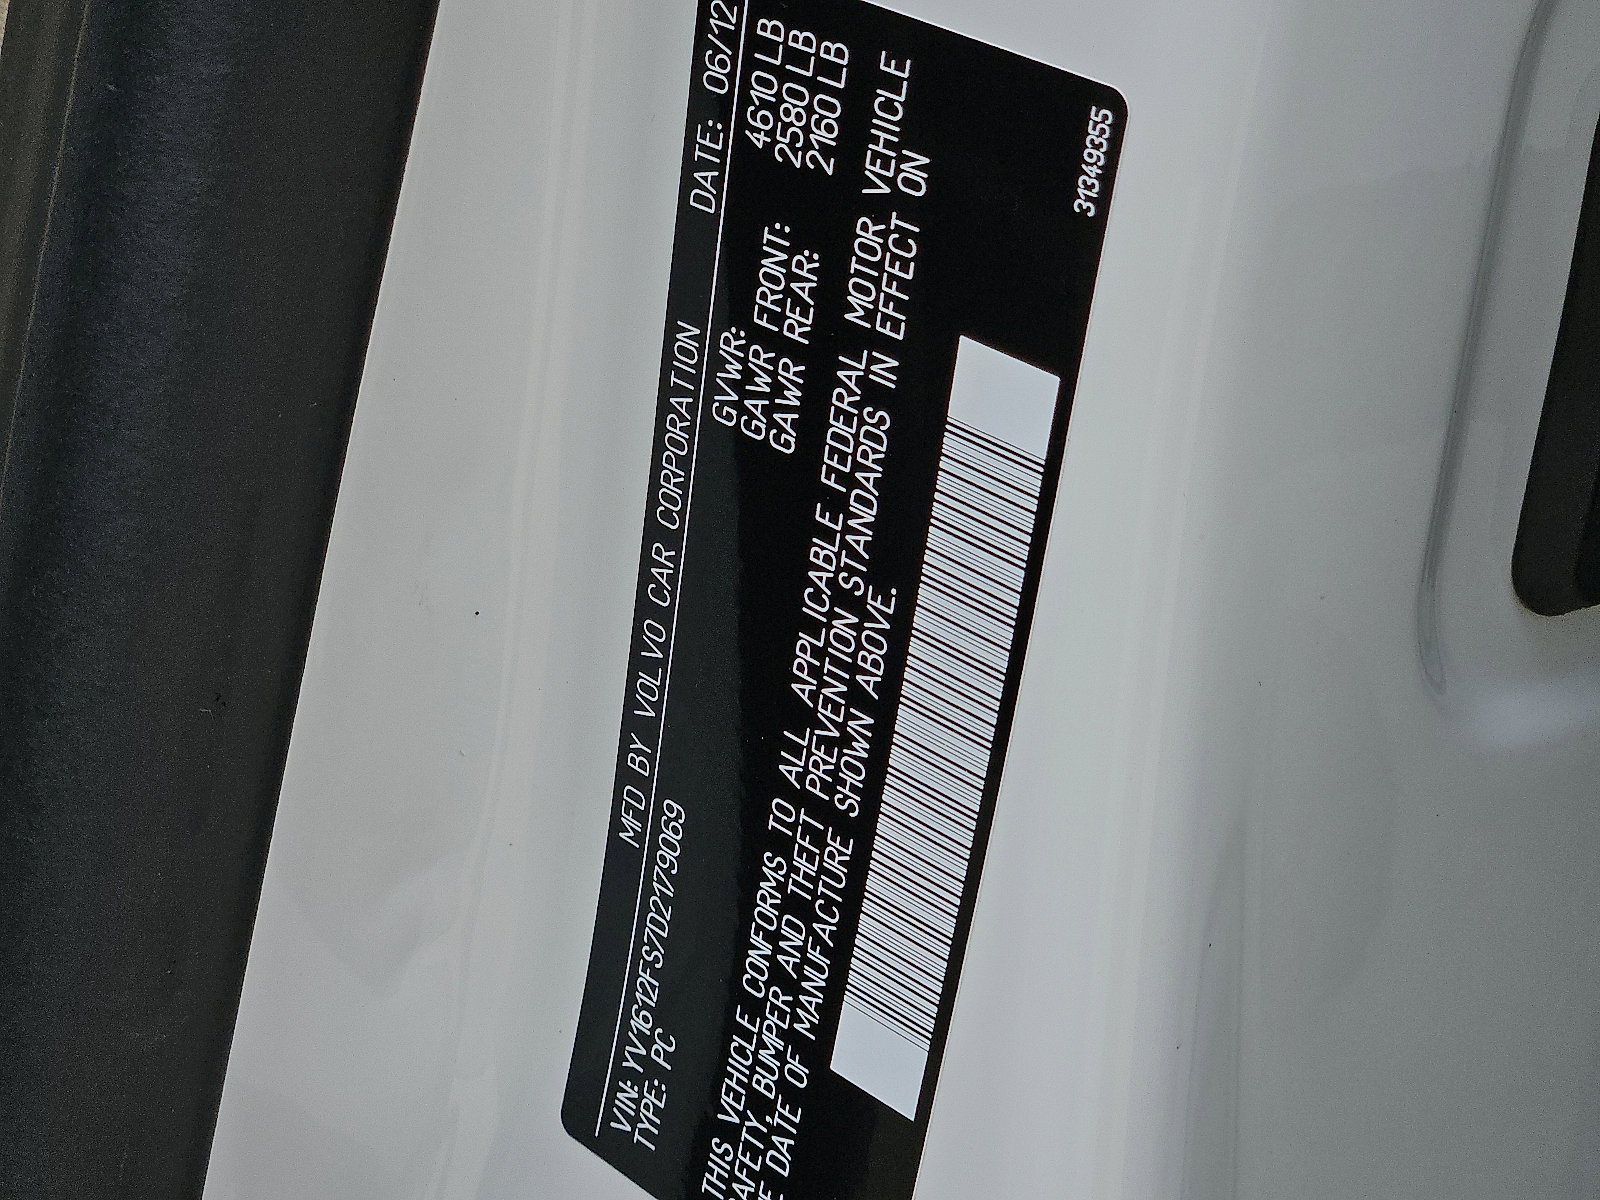 MFD BY VOLVO CAR CORPORATION DATE: 06/12
VIN: YV1612FS7D2179069 GVWR: 4610 LB
TYPE: PC GAWR FRONT: 2580 LB
GAWR REAR: 2160 LB
THIS VEHICLE CONFORMS TO ALL APPLICABLE FEDERAL MOTOR VEHICLE
AFETY, BUMPER AND THEFT PREVENTION STANDARDS IN EFFECT ON
E DATE OF MANUFACTURE SHOWN ABOVE.
31349355